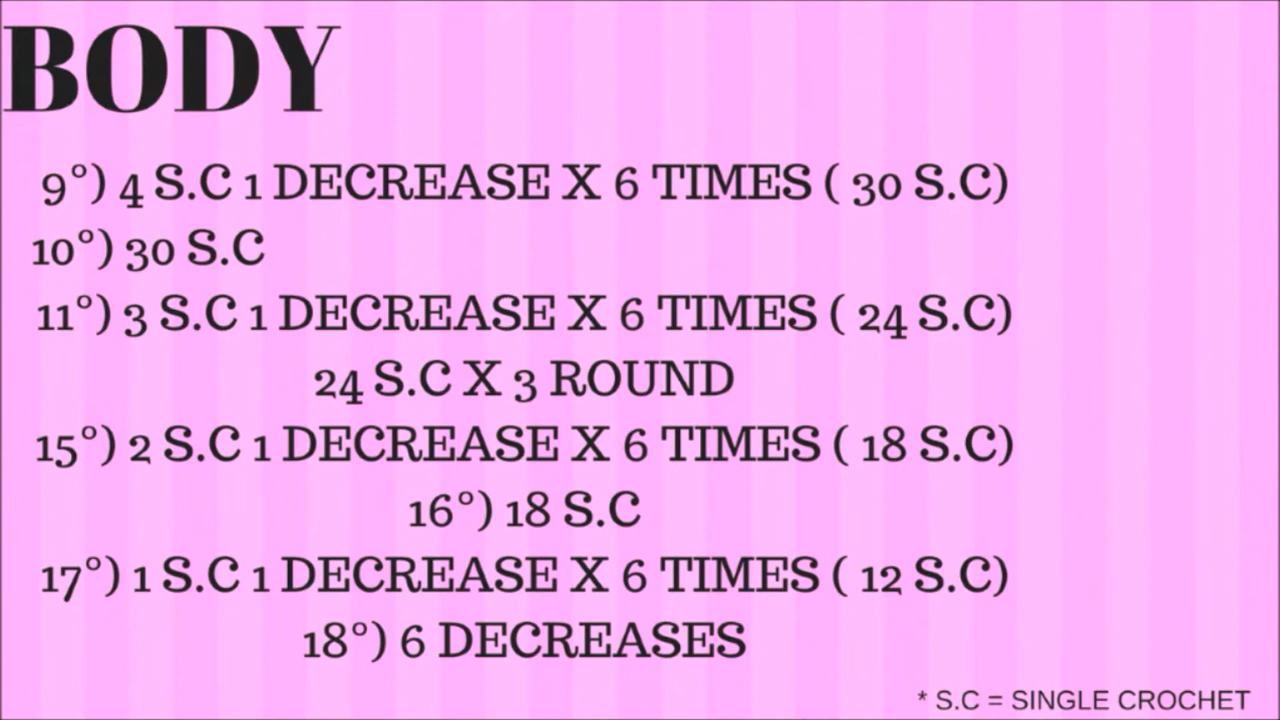 BODY
9°) 4 S.C 1 DECREASE X 6 TIMES ( 30 S.C)
10°) 30 S.C
11°) 3 S.C 1 DECREASE X 6 TIMES ( 24 S.C)
24 S.C X 3 ROUND
15°) 2 S.C 1 DECREASE X 6 TIMES ( 18 S.C)
16°) 18 S.C
17°) 1 S.C 1 DECREASE X 6 TIMES ( 12 S.C)
18°) 6 DECREASES
* S.C = SINGLE CROCHET